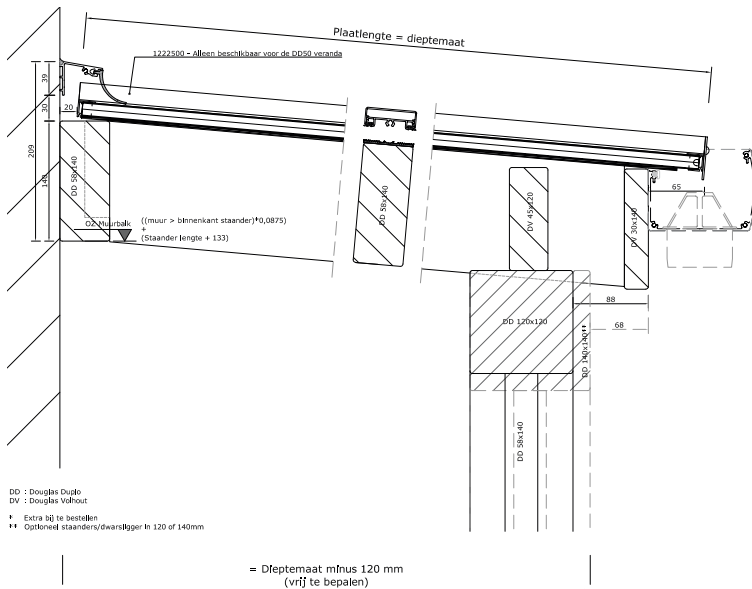 Plaatlengte = dieptemaat
1222500 - Alleen beschikbaar voor de DD50 veranda
39
30
20
209
140
DD 58x140
OZ Muurbalk
((muur > binnenkant staander)*0,0875)
+
(Staander lengte + 133)
DD 58x140
DV 45x120
DV 30x140
65
88
68
DD 120x120
DD 140x140**
DD 58x140
DD : Douglas Duplo
DV : Douglas Volhout
* Extra bij te bestellen
** Optioneel staanders/dwarsligger in 120 of 140mm
= Dieptemaat minus 120 mm
(vrij te bepalen)